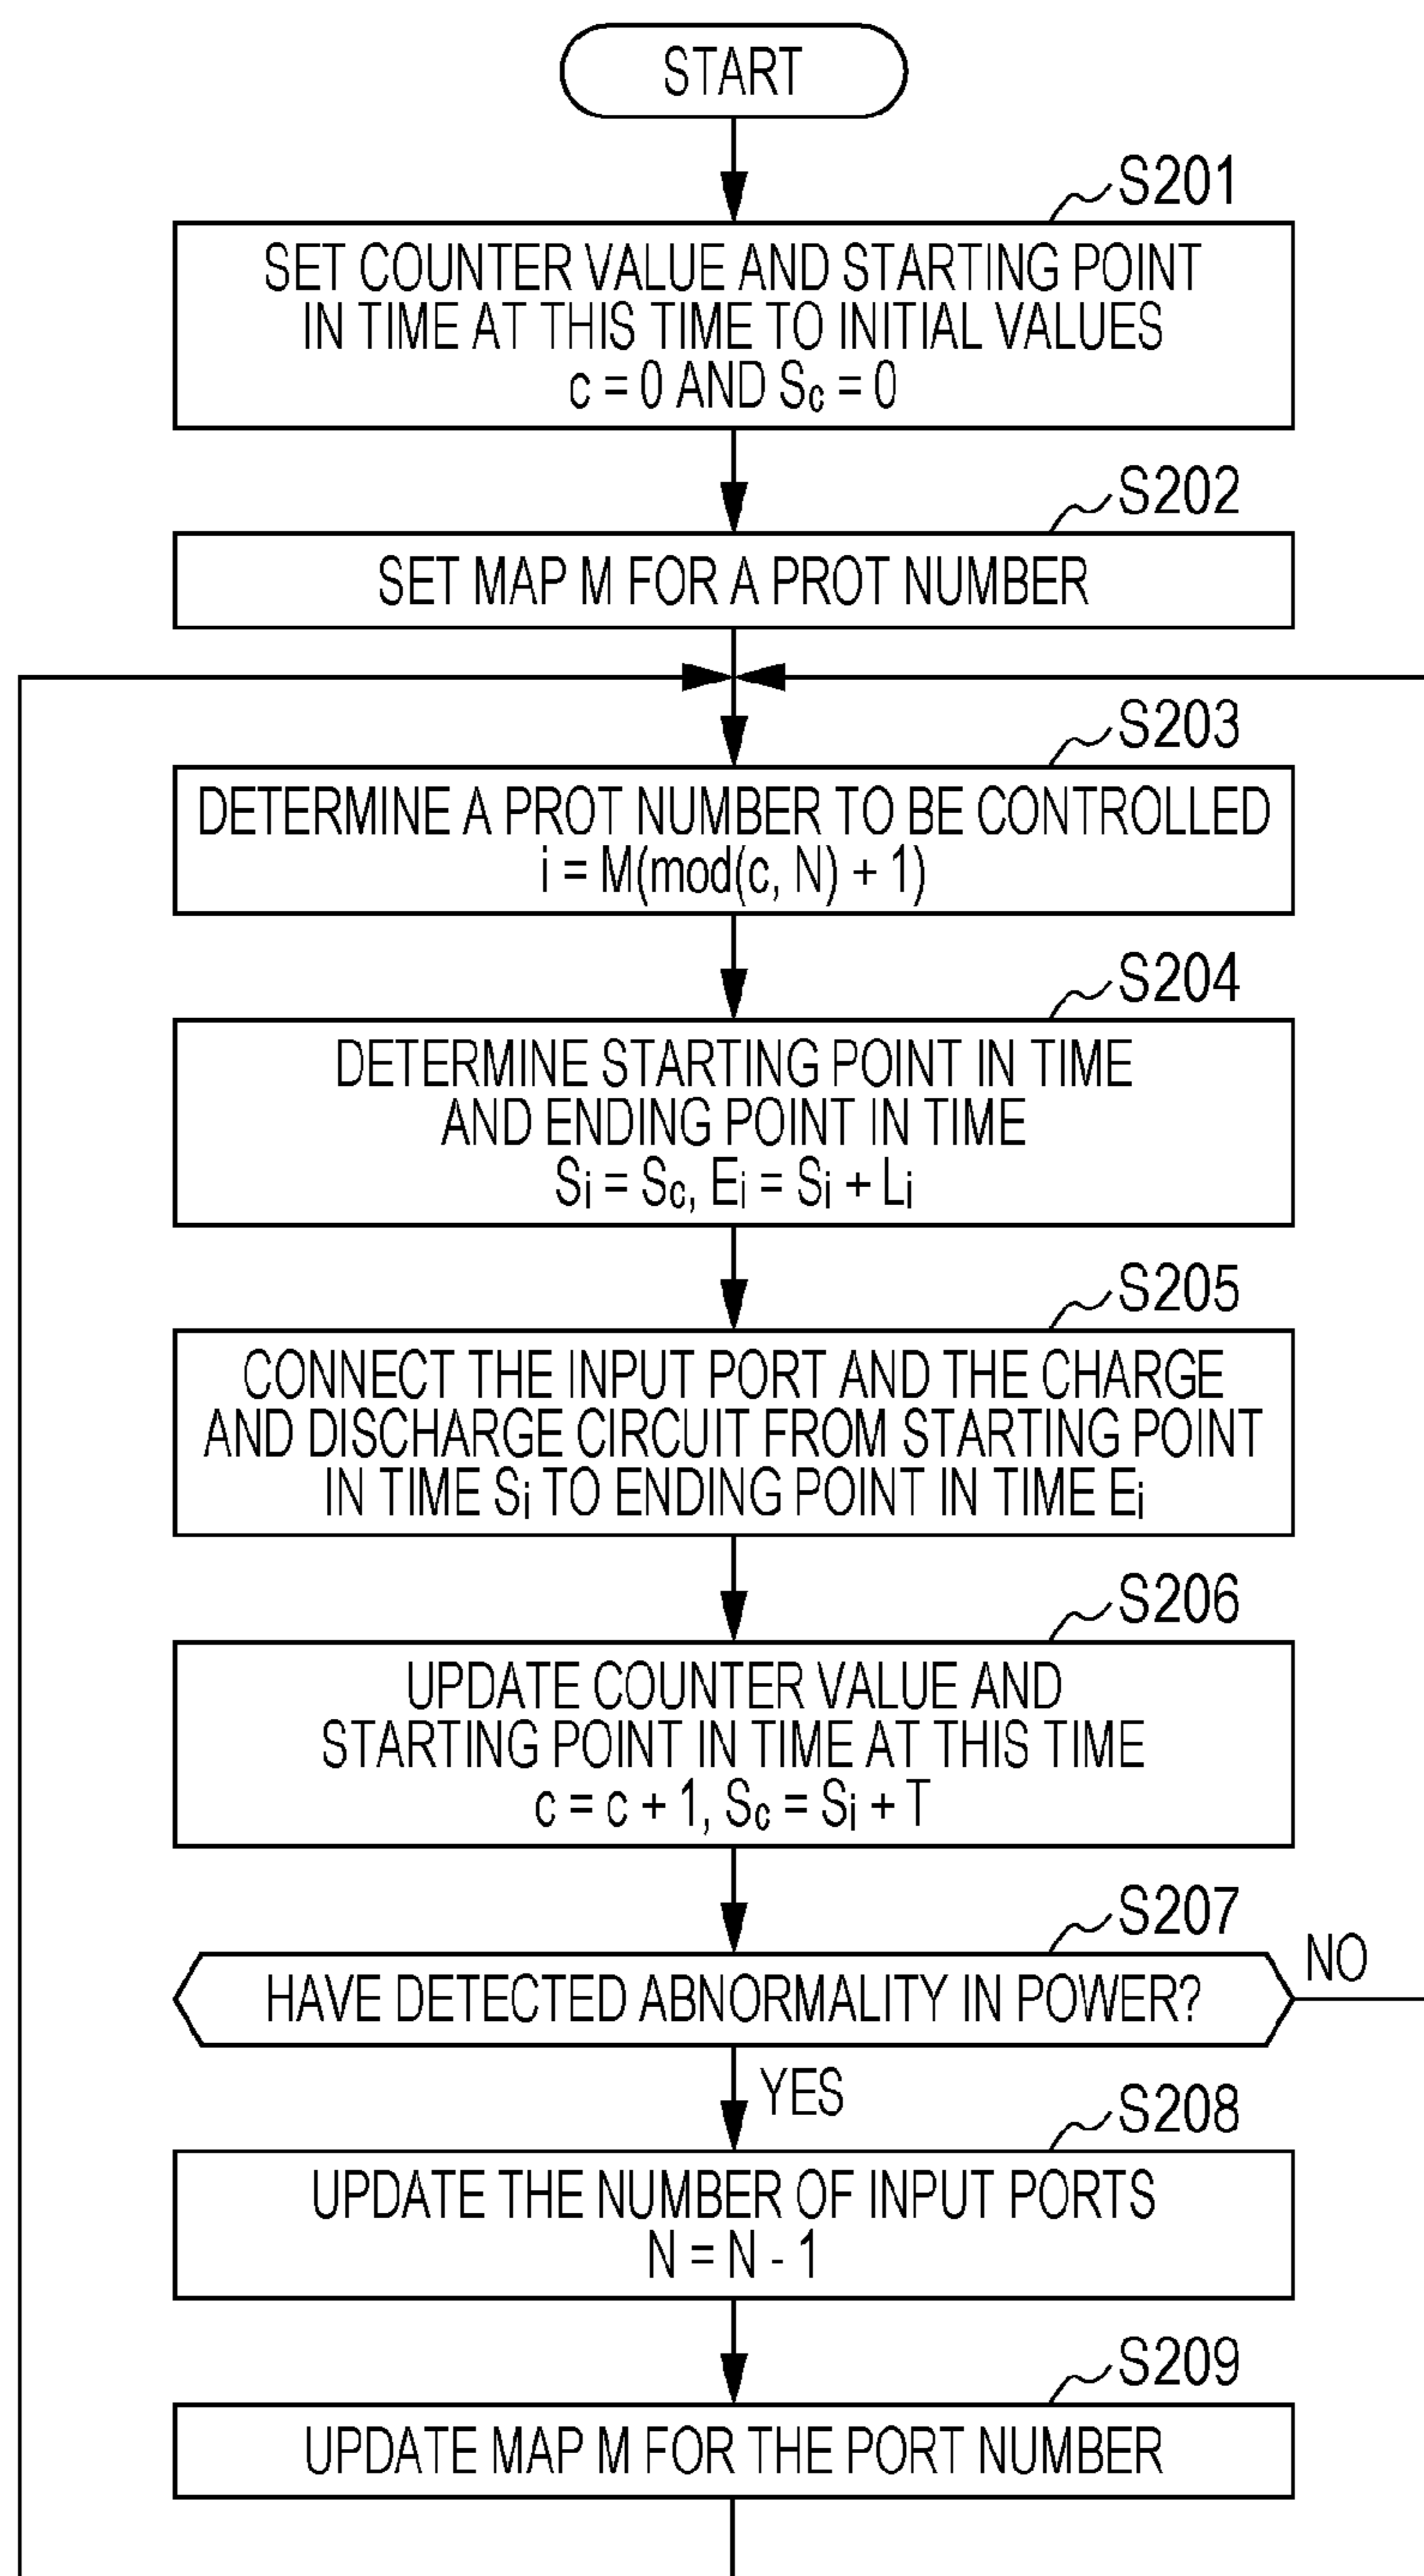 START
S201
SET COUNTER VALUE AND STARTING POINT
IN TIME AT THIS TIME TO INITIAL VALUES
c = 0 AND Sc = 0
S202
SET MAP M FOR A PROT NUMBER
S203
DETERMINE A PROT NUMBER TO BE CONTROLLED
i = M(mod(c, N) + 1)
S204
DETERMINE STARTING POINT IN TIME
AND ENDING POINT IN TIME
Si = Sc, Ei = Si + Li
S205
CONNECT THE INPUT PORT AND THE CHARGE
AND DISCHARGE CIRCUIT FROM STARTING POINT
IN TIME Si TO ENDING POINT IN TIME Ei
S206
UPDATE COUNTER VALUE AND
STARTING POINT IN TIME AT THIS TIME
c = c + 1, Sc = Si + T
S207
HAVE DETECTED ABNORMALITY IN POWER?
NO
YES
S208
UPDATE THE NUMBER OF INPUT PORTS
N = N - 1
S209
UPDATE MAP M FOR THE PORT NUMBER